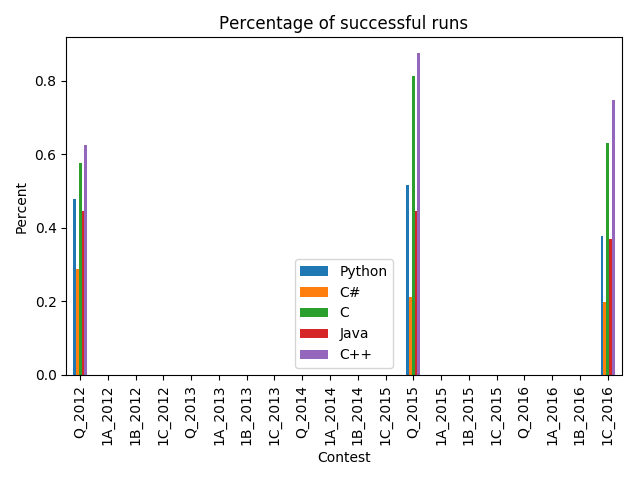 Percentage of successful runs
Percent
0.8
0.6
0.4
0.2
0.0
Python
C#
C
Java
C++
Q_2012
1A_2012
1B_2012
1C_2012
Q_2013
1A_2013
1B_2013
1C_2013
Q_2014
1A_2014
1B_2014
1C_2015
Q_2015
1A_2015
1B_2015
1C_2015
Q_2016
1A_2016
1B_2016
1C_2016
Contest